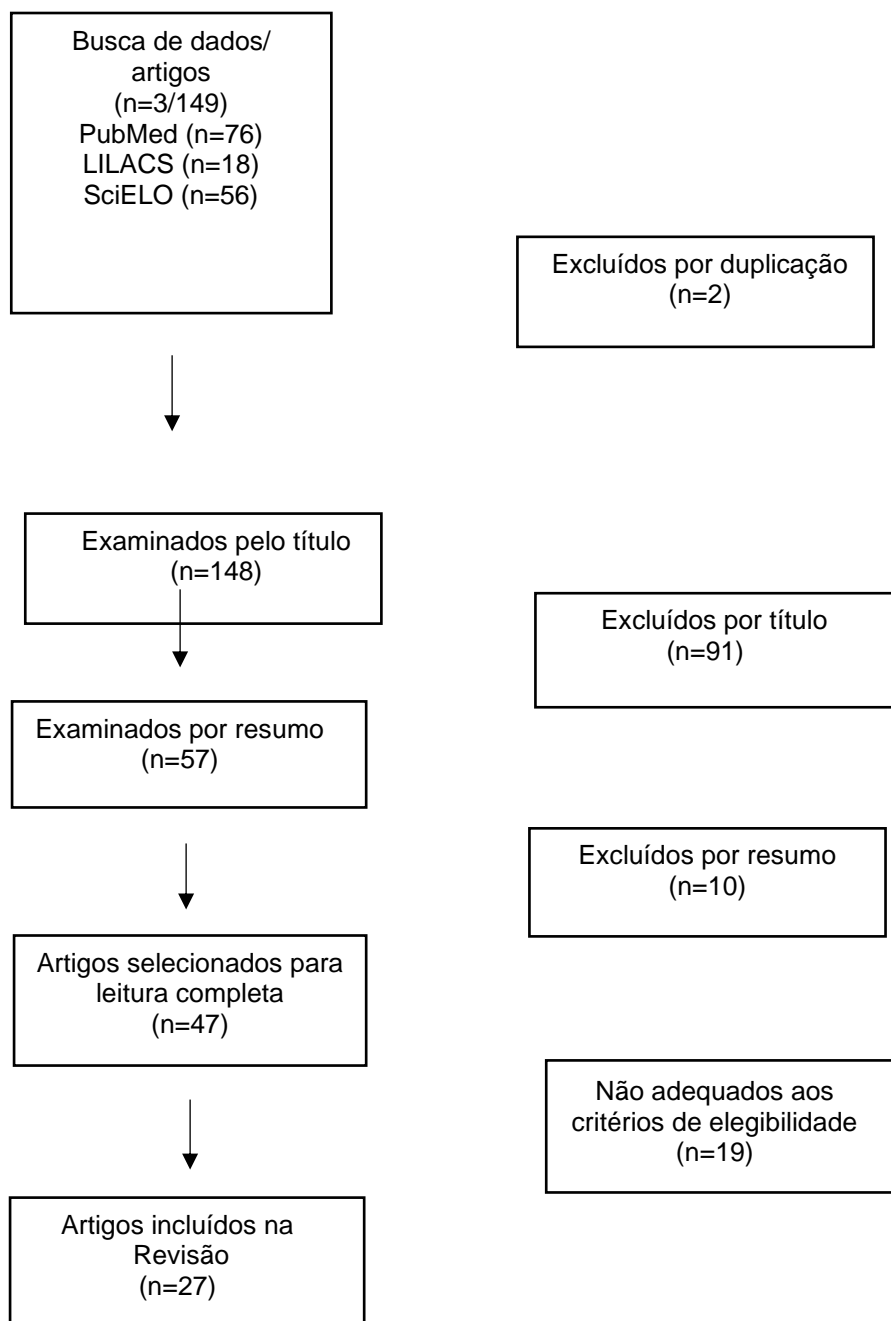 Busca de dados/
artigos
(n=3/149)
PubMed (n=76)
LILACS (n=18)
SciELO (n=56)
Excluídos por duplicação
(n=2)
Examinados pelo título
(n=148)
Excluídos por título
(n=91)
Examinados por resumo
(n=57)
Excluídos por resumo
(n=10)
Artigos selecionados para
leitura completa
(n=47)
Não adequados aos
critérios de elegibilidade
(n=19)
Artigos incluídos na
Revisão
(n=27)